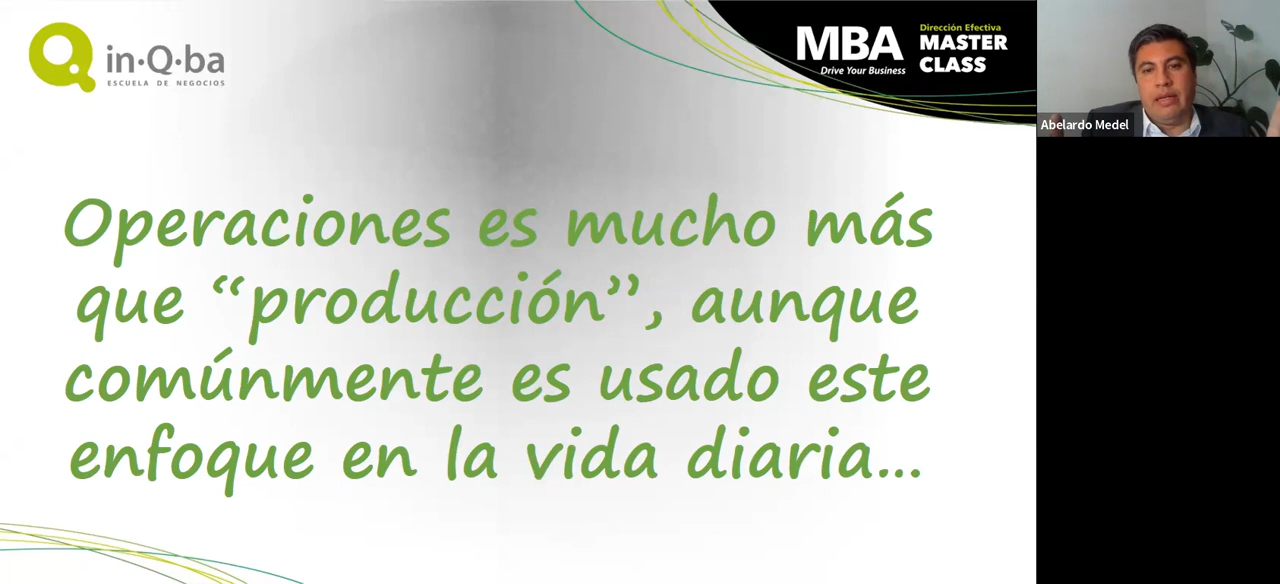 in·Q·ba
ESCUELA DE NEGOCIOS
MBA
Drive Your Business
Dirección Efectiva
MASTER
CLASS
Abelardo Medel
Operaciones es mucho más
que “producción”, aunque
comúnmente es usado este
enfoque en la vida diaria...